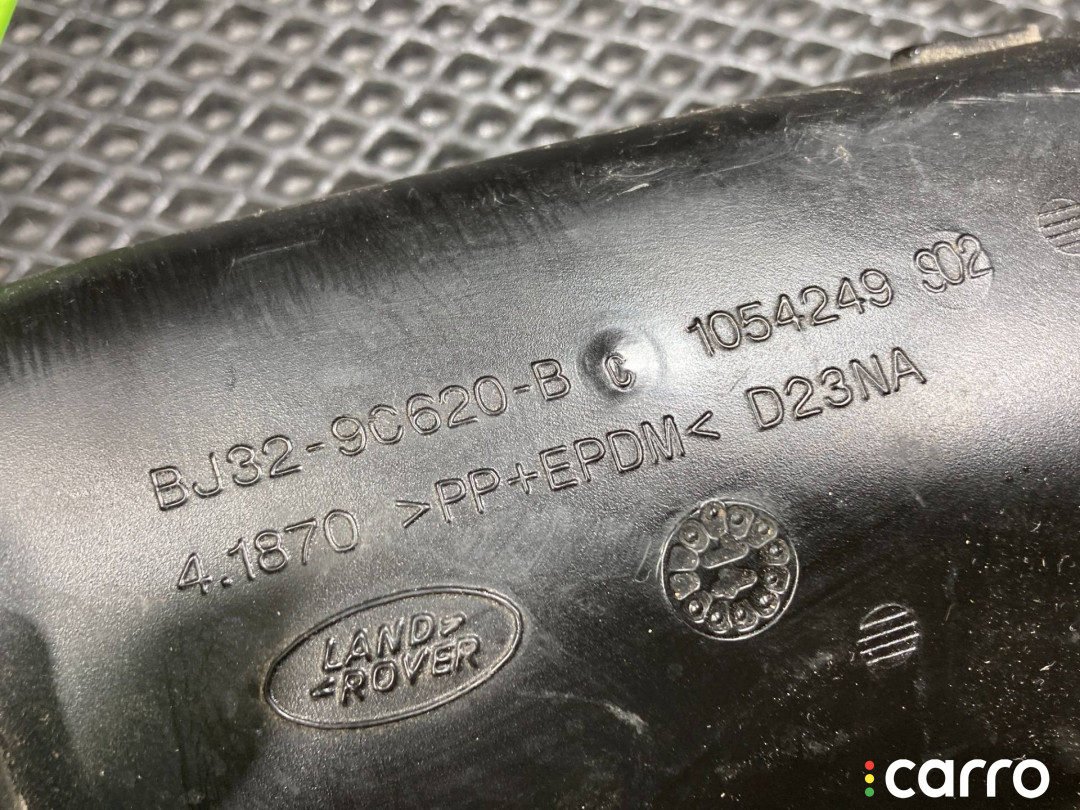 BJ32-9C620-B C 1054249 S02
4.1870 >PP+EPDM< D23NA
LAND
ROVER
carro